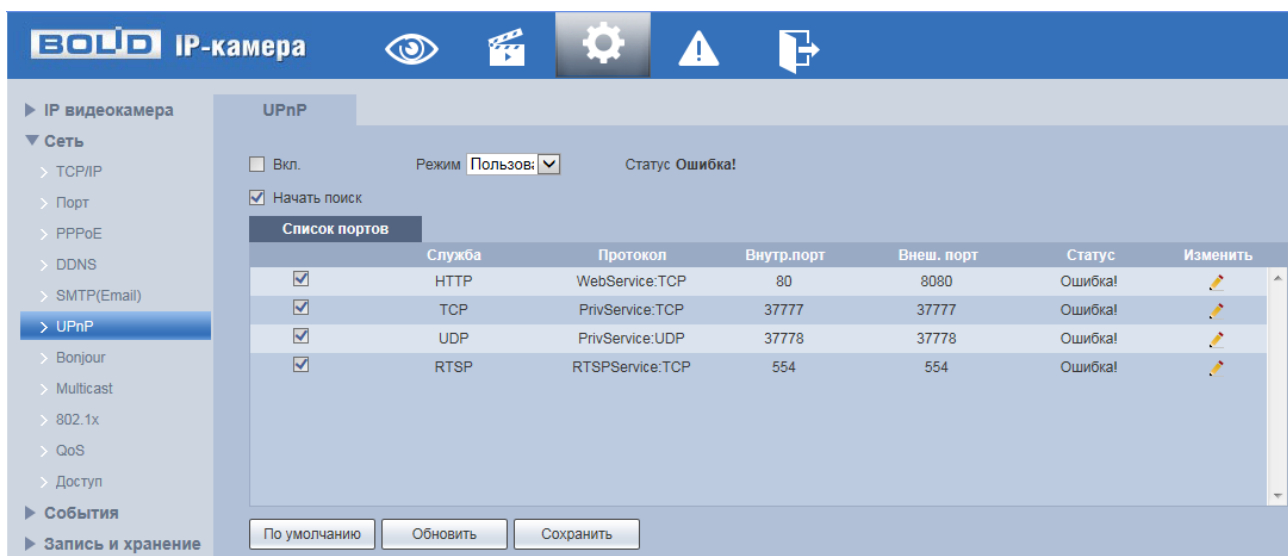 BOLID IP-камера
IP видеокамера
Сеть
TCP/IP
Порт
PPPoE
DDNS
SMTP(Email)
UPnP
Bonjour
Multicast
802.1x
QoS
Доступ
События
Запись и хранение
UPnP
Вкл. Режим Пользова Статус Ошибка!
Начать поиск
Список портов
Служба Протокол Внутр.порт Внеш. порт Статус Изменить
HTTP WebService:TCP 80 8080 Ошибка!
TCP PrivService:TCP 37777 37777 Ошибка!
UDP PrivService:UDP 37778 37778 Ошибка!
RTSP RTSPService:TCP 554 554 Ошибка!
По умолчанию Обновить Сохранить